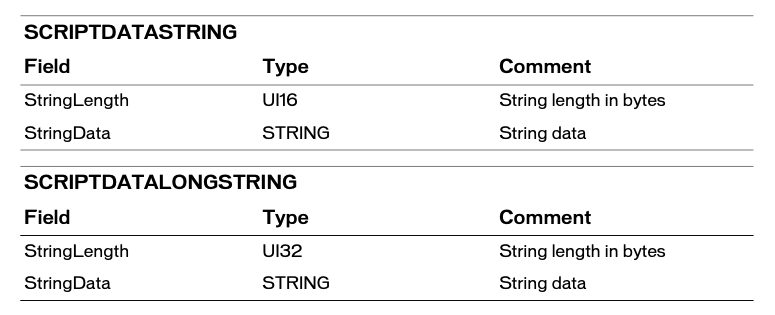 SCRIPTDATASTRING
Field Type Comment
StringLength UI16 String length in bytes
StringData STRING String data
SCRIPTDATALONGSTRING
Field Type Comment
StringLength UI32 String length in bytes
StringData STRING String data